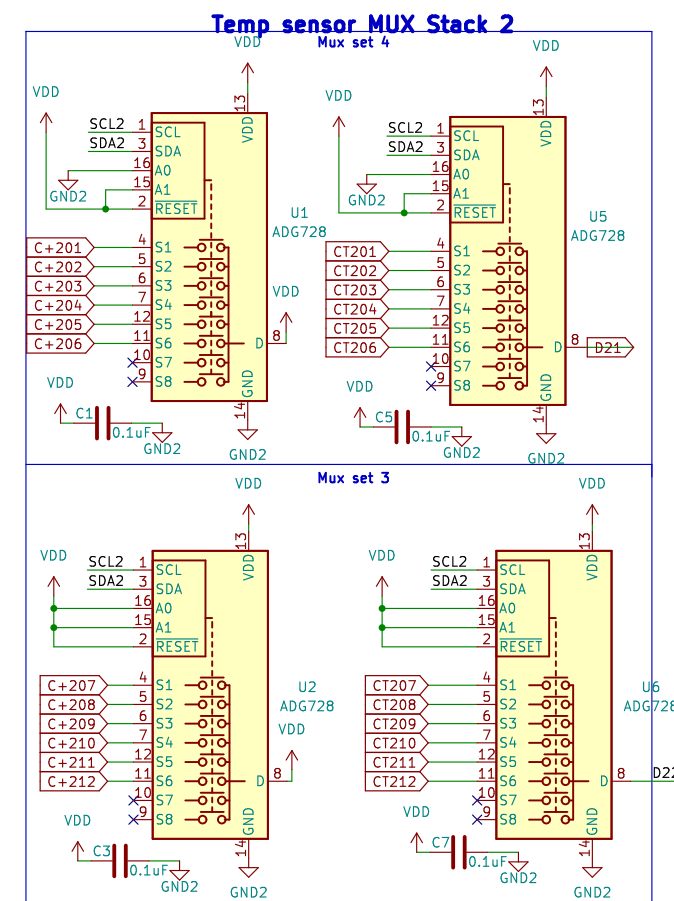 Temp sensor MUX Stack 2
Mux set 4
VDD
13
VDD
VDD
SCL2
1
SCL
SDA2
3
SDA
16
A0
GND2
15
A1
2
RESET
U1
ADG728
C+201
4
S1
C+202
5
S2
C+203
6
S3
C+204
7
S4
C+205
12
S5
C+206
11
S6
10
S7
9
S8
D
8
VDD
GND
14
GND2
VDD
C1
0.1uF
GND2
VDD
13
VDD
VDD
SCL2
1
SCL
SDA2
3
SDA
16
A0
GND2
15
A1
2
RESET
U5
ADG728
CT201
4
S1
CT202
5
S2
CT203
6
S3
CT204
7
S4
CT205
12
S5
CT206
11
S6
10
S7
9
S8
D
8
D21
GND
14
GND2
VDD
C5
0.1uF
GND2
Mux set 3
VDD
13
VDD
VDD
SCL2
1
SCL
SDA2
3
SDA
16
A0
15
A1
2
RESET
U2
ADG728
C+207
4
S1
C+208
5
S2
C+209
6
S3
C+210
7
S4
C+211
12
S5
C+212
11
S6
10
S7
9
S8
D
8
VDD
GND
14
GND2
VDD
C3
0.1uF
GND2
VDD
13
VDD
VDD
SCL2
1
SCL
SDA2
3
SDA
16
A0
15
A1
2
RESET
U6
ADG728
CT207
4
S1
CT208
5
S2
CT209
6
S3
CT210
7
S4
CT211
12
S5
CT212
11
S6
10
S7
9
S8
D
8
D22
GND
14
GND2
VDD
C7
0.1uF
GND2